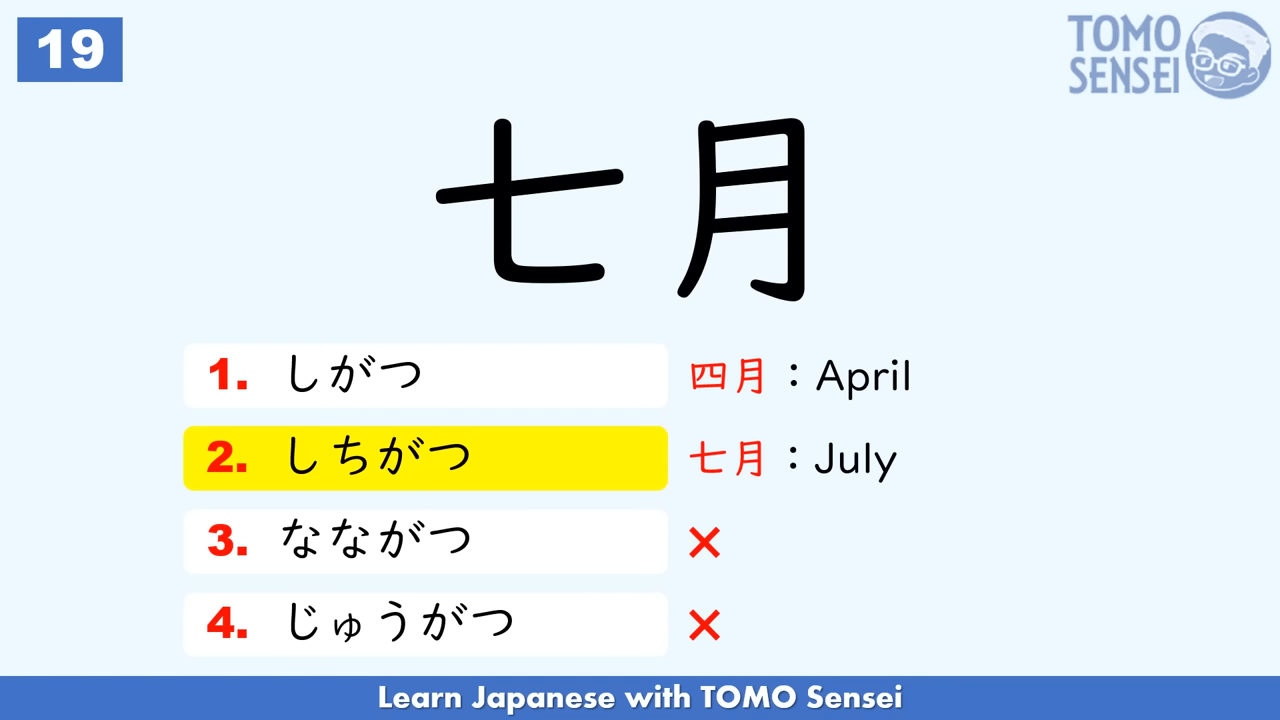 19
TOMO
SENSEI
七月
1. しがつ 四月：April
2. しちがつ 七月：July
3. なながつ ×
4. じゅうがつ ×
Learn Japanese with TOMO Sensei